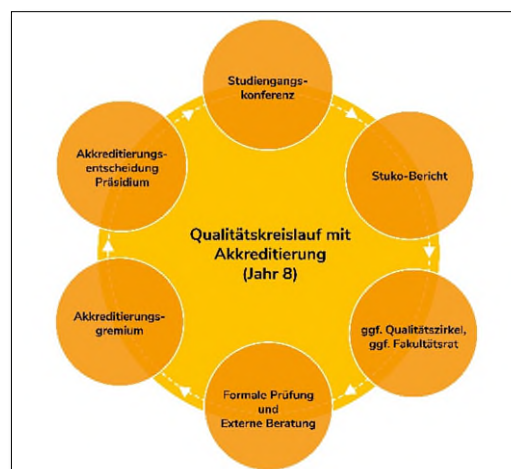 Studiengangs-
konferenz
Stuko-Bericht
ggf. Qualitätszirkel,
ggf. Fakultätsrat
Formale Prüfung
und
Externe Beratung
Akkreditierungs-
gremium
Akkreditierungs-
entscheidung
Präsidium
Qualitätskreislauf mit
Akkreditierung
(Jahr 8)